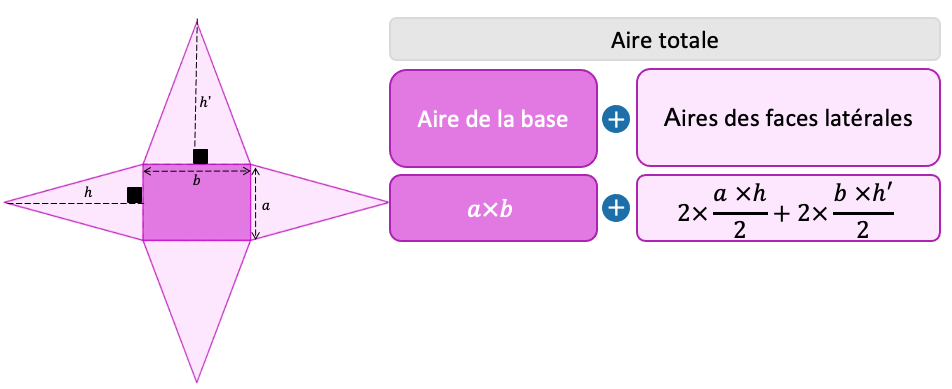 Aire totale
Aire de la base + Aires des faces latérales
a×b + 2× a ×h/2 + 2× b ×h'/2
h'
b
h
a